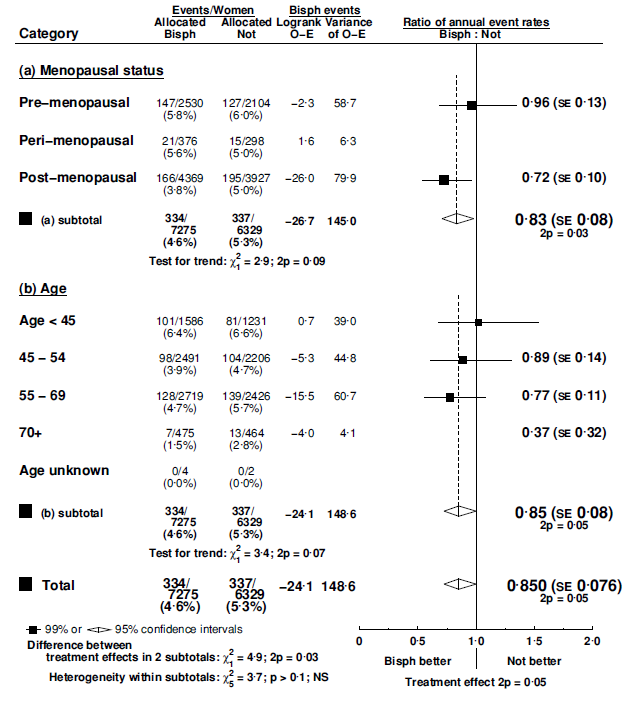 Events/Women Bisph events
Allocated Allocated Logrank Variance Ratio of annual event rates
Category Bisph Not O−E of O−E Bisph : Not
(a) Menopausal status
Pre−menopausal 147/2530 127/2104 −2·3 58·7 0·96 (SE 0·13)
(5·8%) (6·0%)
Peri−menopausal 21/376 15/298 1·6 6·3
(5·6%) (5·0%)
Post−menopausal 166/4369 195/3927 −26·0 79·9 0·72 (SE 0·10)
(3·8%) (5·0%)
(a) subtotal 334/ 337/ −26·7 145·0 0·83 (SE 0·08)
7275 6329 2p = 0·03
(4·6%) (5·3%)
Test for trend: χ²₁ = 2·9; 2p = 0·09
(b) Age
Age < 45 101/1586 81/1231 0·7 39·0
(6·4%) (6·6%)
45 − 54 98/2491 104/2206 −5·3 44·8 0·89 (SE 0·14)
(3·9%) (4·7%)
55 − 69 128/2719 139/2426 −15·5 60·7 0·77 (SE 0·11)
(4·7%) (5·7%)
70+ 7/475 13/464 −4·0 4·1 0·37 (SE 0·32)
(1·5%) (2·8%)
Age unknown 0/4 0/2
(0·0%) (0·0%)
(b) subtotal 334/ 337/ −24·1 148·6 0·85 (SE 0·08)
7275 6329 2p = 0·05
(4·6%) (5·3%)
Test for trend: χ²₁ = 3·4; 2p = 0·07
Total 334/ 337/ −24·1 148·6 0·850 (SE 0·076)
7275 6329 2p = 0·05
(4·6%) (5·3%)
99% or 95% confidence intervals
0 0·5 1·0 1·5 2·0
Difference between
treatment effects in 2 subtotals: χ²₁ = 4·9; 2p = 0·03
Bisph better Not better
Heterogeneity within subtotals: χ²₅ = 3·7; p > 0·1; NS
Treatment effect 2p = 0·05